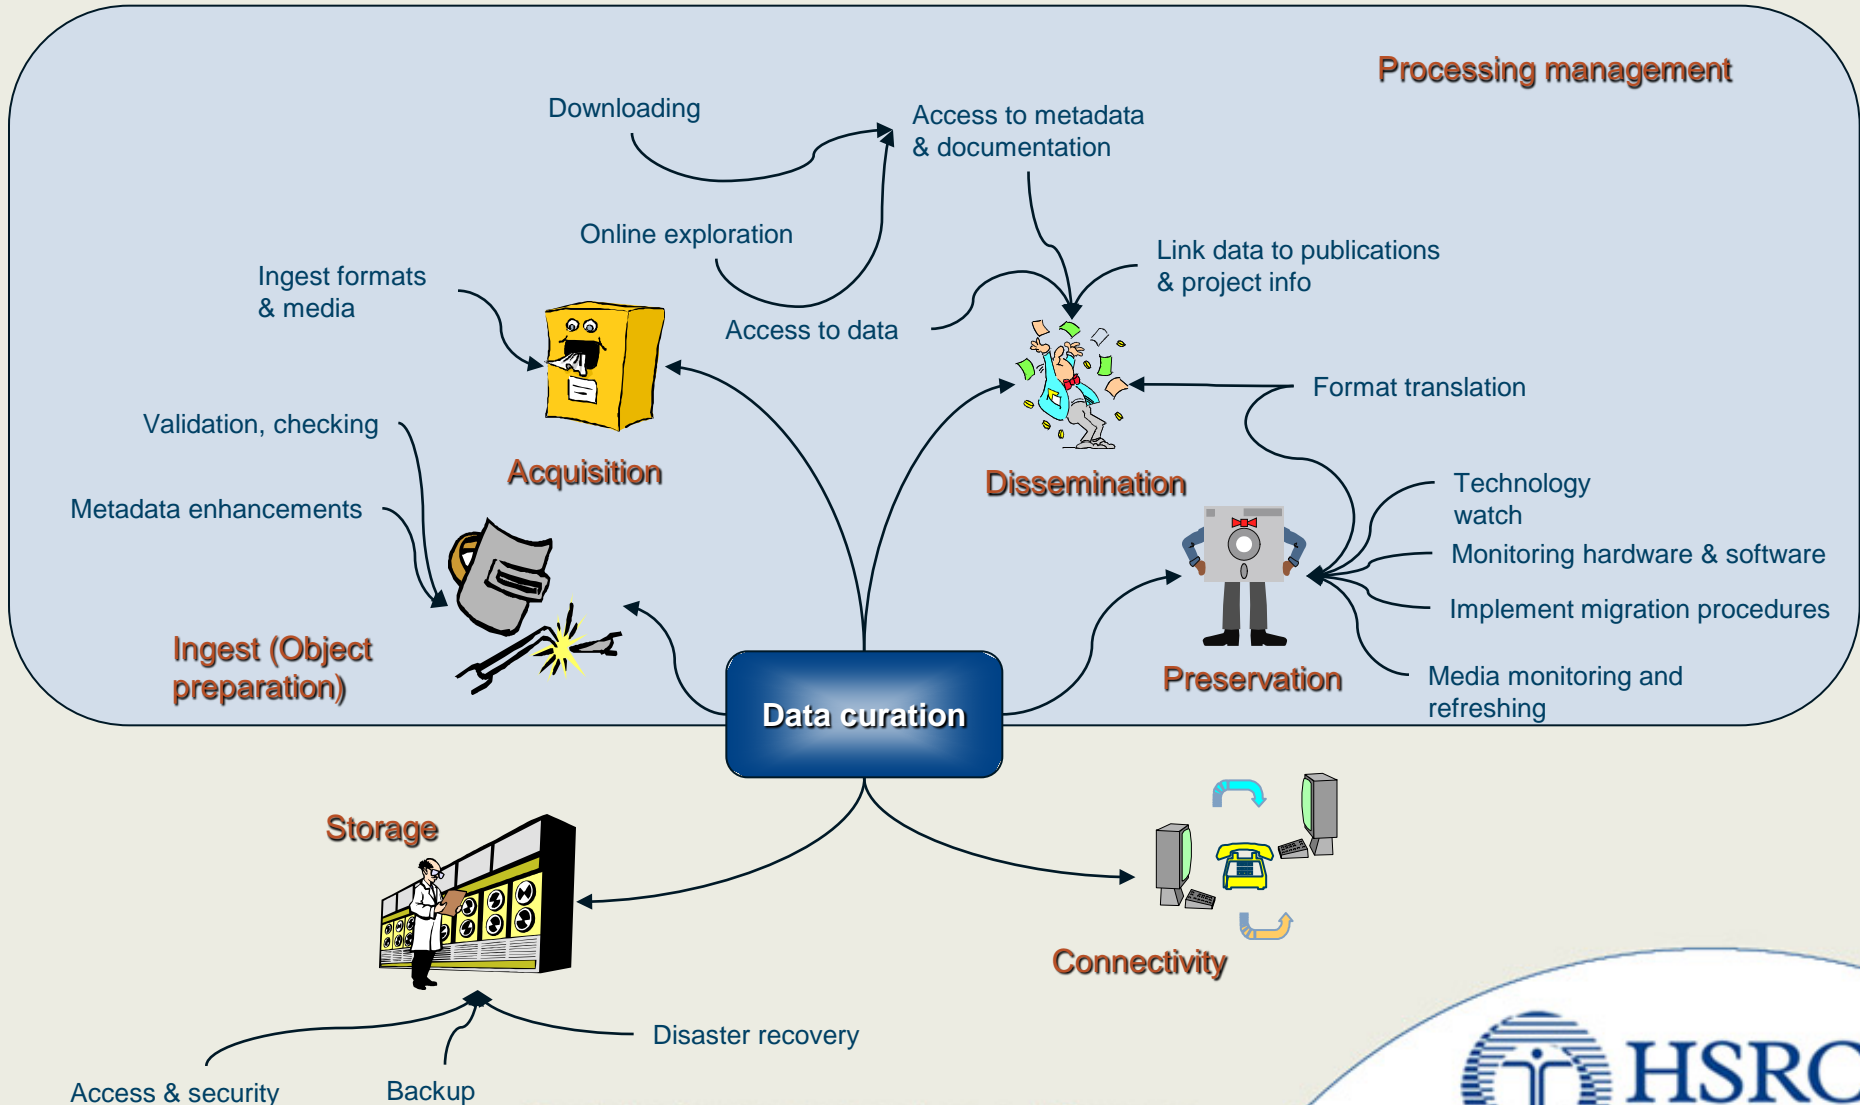 Processing management
Downloading
Access to metadata
& documentation
Online exploration
Link data to publications
& project info
Ingest formats
& media
Access to data
Format translation
Validation, checking
Acquisition
Dissemination
Technology
watch
Metadata enhancements
Monitoring hardware & software
Implement migration procedures
Ingest (Object
preparation)
Preservation
Media monitoring and
refreshing
Data curation
Storage
Connectivity
Disaster recovery
Access & security
Backup
HSRC